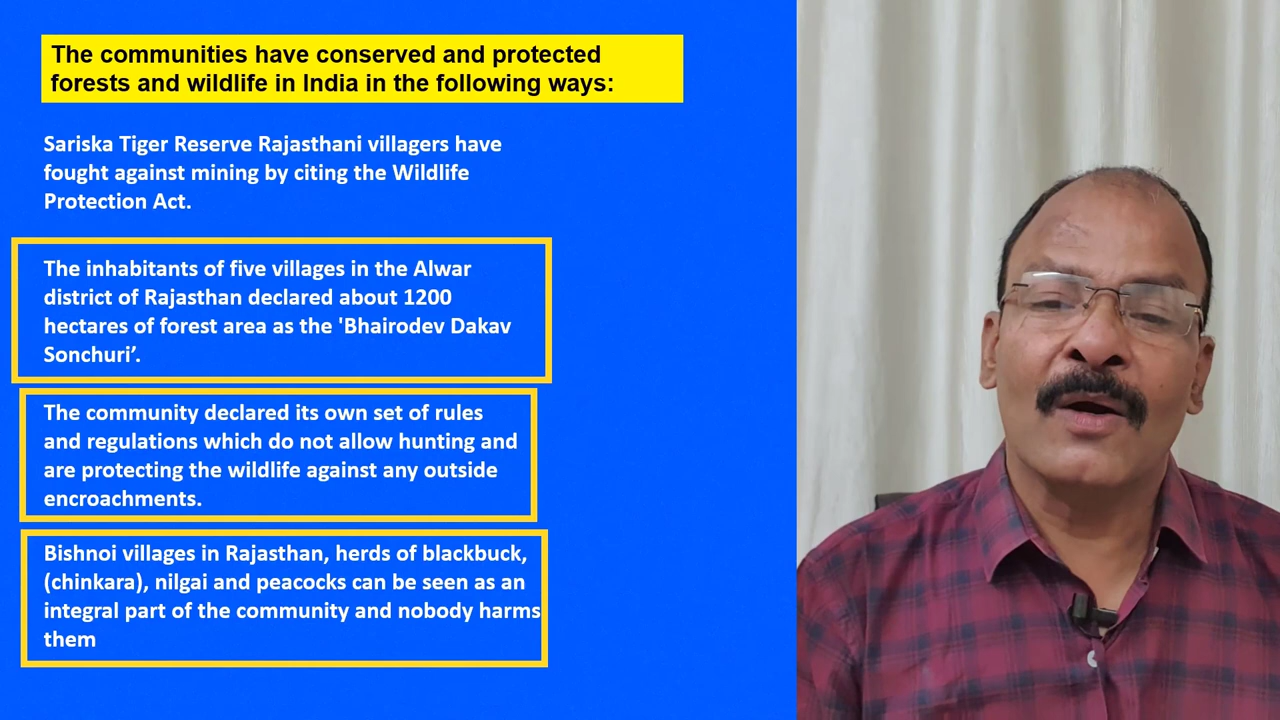 The communities have conserved and protected
forests and wildlife in India in the following ways:
Sariska Tiger Reserve Rajasthani villagers have
fought against mining by citing the Wildlife
Protection Act.
The inhabitants of five villages in the Alwar
district of Rajasthan declared about 1200
hectares of forest area as the 'Bhairodev Dakav
Sonchuri’.
The community declared its own set of rules
and regulations which do not allow hunting and
are protecting the wildlife against any outside
encroachments.
Bishnoi villages in Rajasthan, herds of blackbuck,
(chinkara), nilgai and peacocks can be seen as an
integral part of the community and nobody harms
them